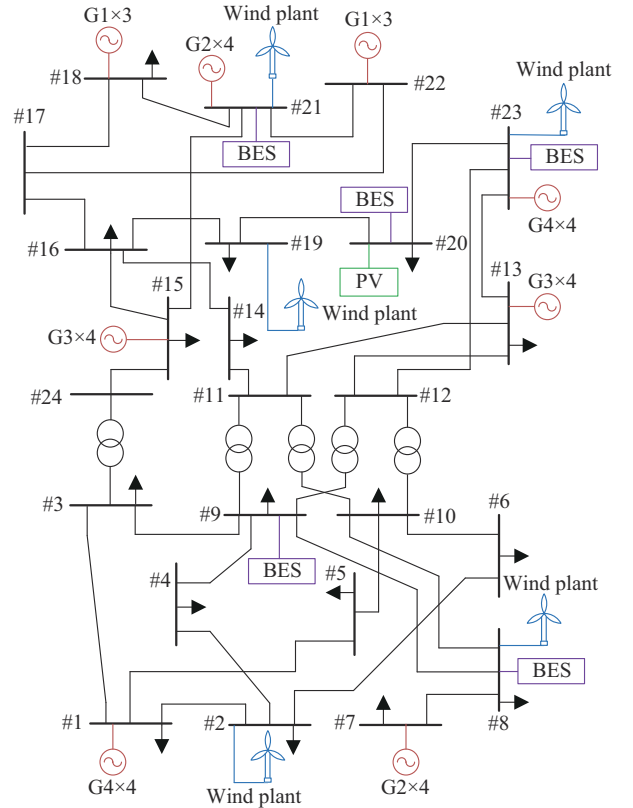 Wind plant
G1×3
G2×4
G1×3
#18
#21
#22
Wind plant
#17
#23
BES
BES
BES
G4×4
#16
#19
#20
#15
#14
#13
PV
G3×4
Wind plant
G3×4
#24
#11
#12
#3
#9
#10
#6
#4
BES
#5
Wind plant
BES
#1
#2
#7
#8
G4×4
Wind plant
G2×4